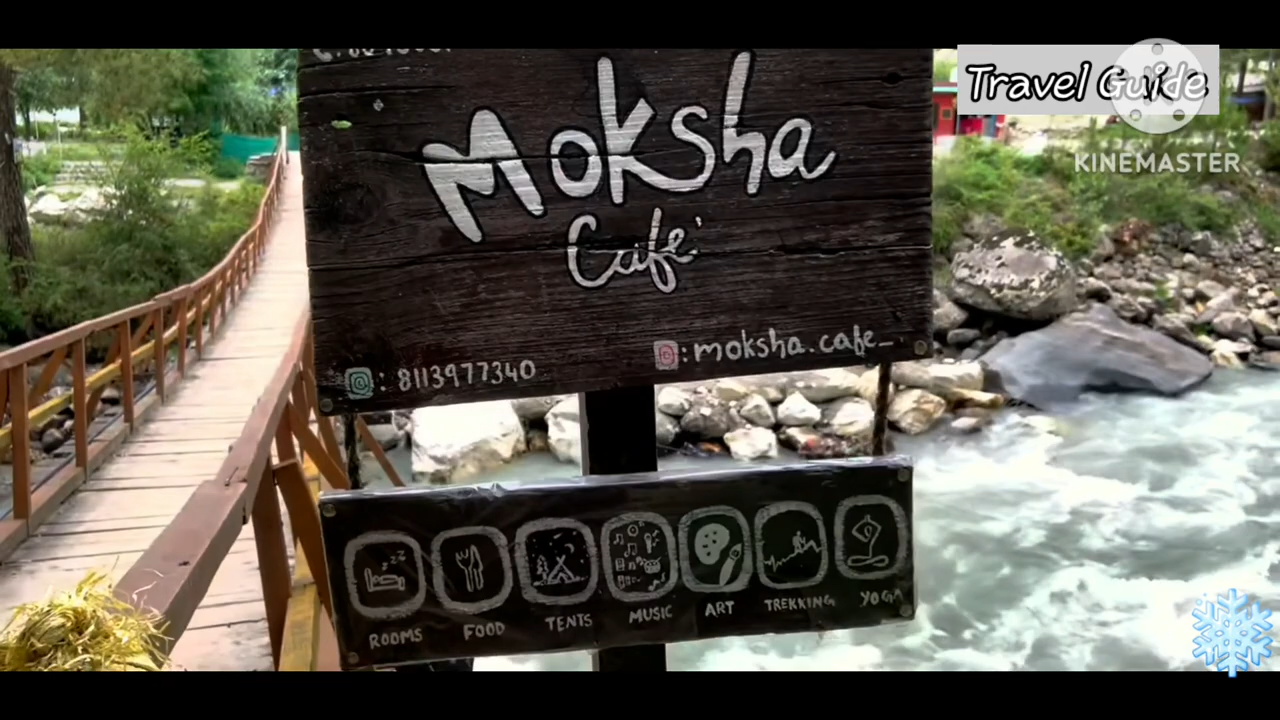 Travel Guide
KINEMASTER
Moksha
Cafe
: 8113977340
: moksha.cafe_
ROOMS
FOOD
TENTS
MUSIC
ART
TREKKING
YOGA